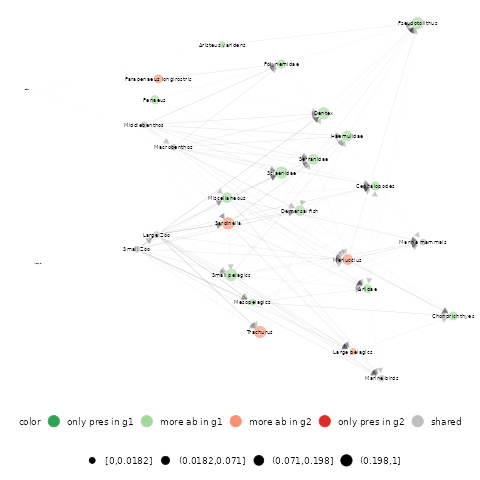 Pseudotolithus
Aristeus varidens
Polynemidae
Parapenaeus longirostris
Penaeus
Dentex
Middlebenthos
Haemulidae
Macrobenthos
Serranidae
Sciaenidae
Cephalopodes
Miscellaneous
Demersal fish
Sardinella
Large Zoo
Marine mammals
Small Zoo
Merluccius
Small pelagics
Ariidae
Mesopelagics
Chondrichthyes
Trachurus
Large pelagics
Marine birds
color only pres in g1 more ab in g1 more ab in g2 only pres in g2 shared
[0,0.0182] (0.0182,0.071] (0.071,0.198] (0.198,1]